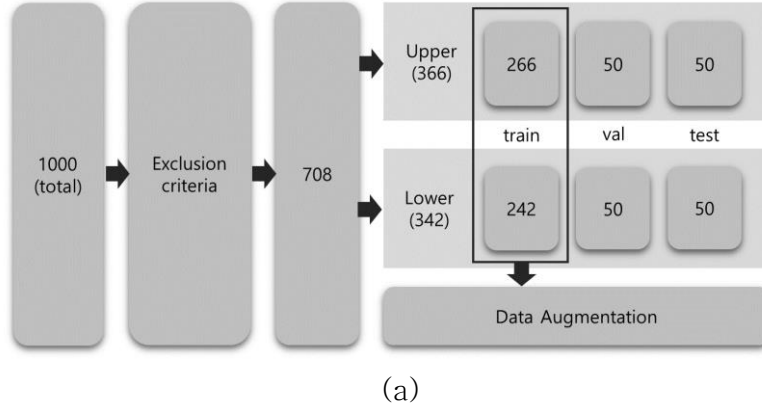 1000
(total)
Exclusion
criteria
708
Upper
(366)
266
50
50
train
val
test
Lower
(342)
242
50
50
Data Augmentation
(a)